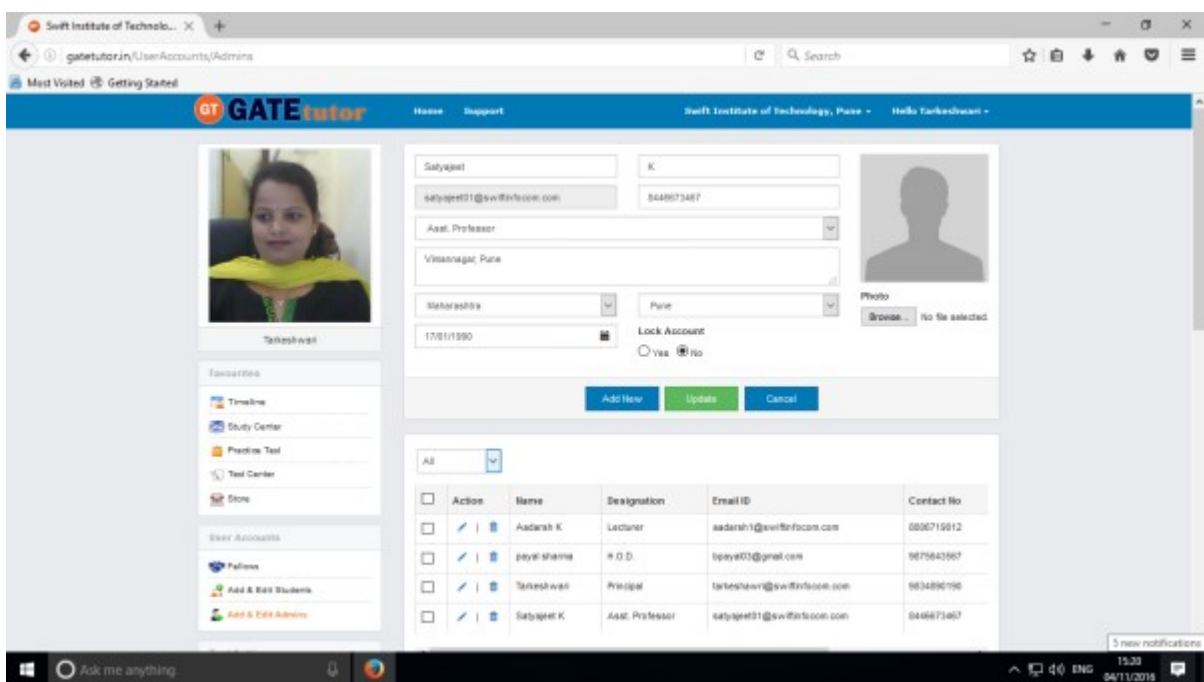 Swift Institute of Technolo...
gatetutor.in/UserAccounts/Admins
Search
Most Visited Getting Started
GT GATEtutor Home Support Swift Institute of Technology, Pune Hello Tarkeshwari
Satyajeet K
satyajeet01@swiftinfocom.com 8446673467
Asst. Professor
Vimannagar, Pune
Maharashtra Pune
17/01/1990
Lock Account
Yes No
Photo
Browse... No file selected.
Add New Update Cancel
Tarkeshwari
Favourites
Timeline
Study Center
Practice Test
Test Center
Store
User Accounts
Fellows
Add & Edit Students
Add & Edit Admins
All
Action Name Designation Email ID Contact No
Aadarsh K Lecturer aadarsh1@swiftinfocom.com
payal sharma H.O.D. bpayal03@gmail.com
Tarkeshwari Principal tarkeshawri@swiftinfocom.com 9834890190
Satyajeet K Asst. Professor satyajeet01@swiftinfocom.com 8446673467
5 new notifications
Ask me anything
ENG
15:20
04/11/2016